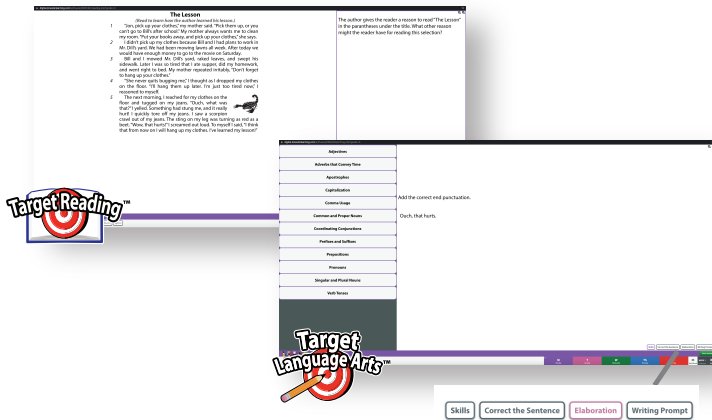 The Lesson
(Read to learn how the author learned his lesson.)
1 "Jon, pick up your clothes," my mother said. "Pick them up, or you
can't go to Bill's after school." My mother always wants me to clean
my room. "Put your books away, and pick up your clothes," she says.
2 I didn't pick up my clothes because Bill and I had plans to work in
Mr. Dill's yard. We had been mowing lawns all week. After today we
would have enough money to go to the movie on Saturday.
3 Bill and I mowed Mr. Dill's yard, raked leaves, and swept his
sidewalk. Later I was so tired that I ate supper, did my homework,
and went right to bed. My mother repeated irritably, "Don't forget
to hang up your clothes."
4 "She never quits bugging me," I thought as I dropped my clothes
on the floor. "I'll hang them up later. I'm just too tired now," I
reasoned to myself.
5 The next morning, I reached for my clothes on the
floor and tugged on my jeans. "Ouch, what was
that?" I yelled. Something had stung me, and it really
hurt! I quickly tore off my jeans. I saw a scorpion
crawl out of my jeans. The sting on my leg was turning as red as a
beet. "Wow, that hurts!" I screamed out loud. To myself I said, "I think
that from now on I will hang up my clothes. I've learned my lesson!"
The author gives the reader a reason to read "The Lesson"
in the parantheses under the title. What other reason
might the reader have for reading this selection?
Target Reading™
Adjectives
Adverbs that Convey Time
Apostrophes
Capitalization
Comma Usage
Common and Proper Nouns
Coordinating Conjunctions
Prefixes and Suffixes
Prepositions
Pronouns
Singular and Plural Nouns
Verb Tenses
Add the correct end punctuation.
Ouch, that hurts.
Target
Language Arts™
Skills
Correct the Sentence
Elaboration
Writing Prompt